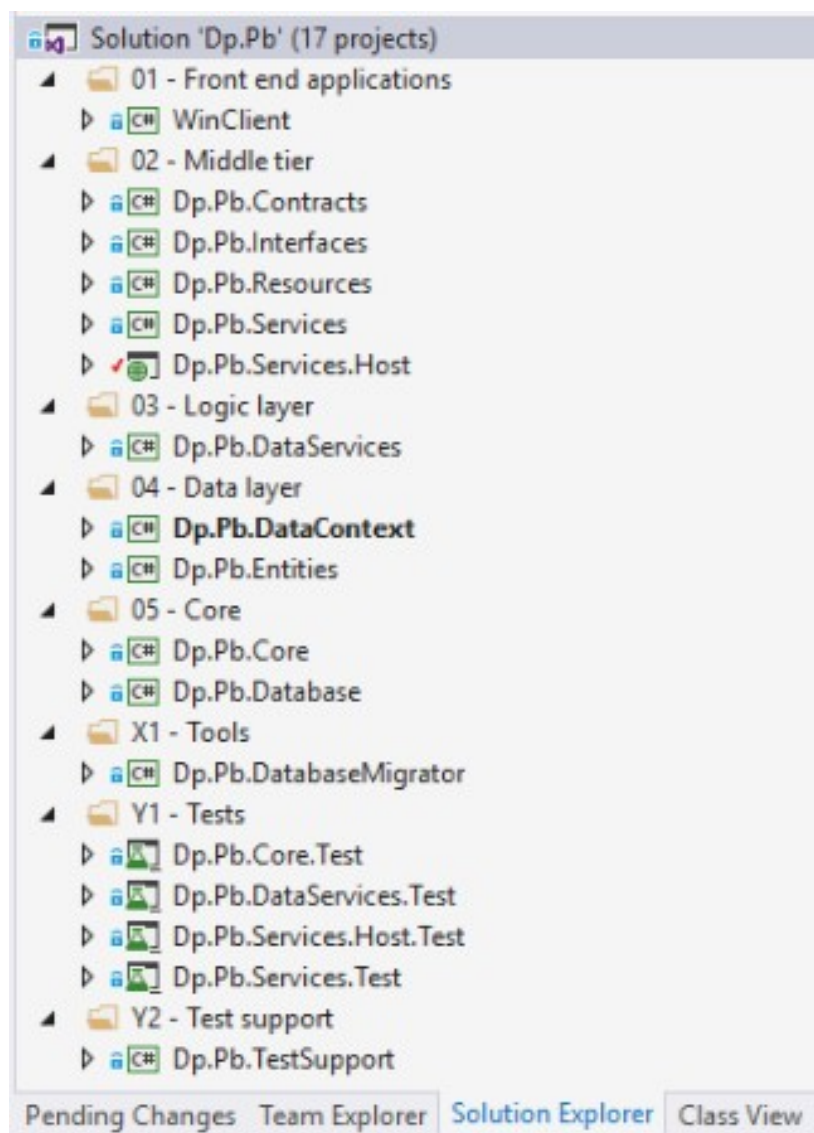 Solution 'Dp.Pb' (17 projects)
01 - Front end applications
C# WinClient
02 - Middle tier
C# Dp.Pb.Contracts
C# Dp.Pb.Interfaces
C# Dp.Pb.Resources
C# Dp.Pb.Services
Dp.Pb.Services.Host
03 - Logic layer
C# Dp.Pb.DataServices
04 - Data layer
C# Dp.Pb.DataContext
C# Dp.Pb.Entities
05 - Core
C# Dp.Pb.Core
C# Dp.Pb.Database
X1 - Tools
C# Dp.Pb.DatabaseMigrator
Y1 - Tests
Dp.Pb.Core.Test
Dp.Pb.DataServices.Test
Dp.Pb.Services.Host.Test
Dp.Pb.Services.Test
Y2 - Test support
C# Dp.Pb.TestSupport
Pending Changes Team Explorer Solution Explorer Class View